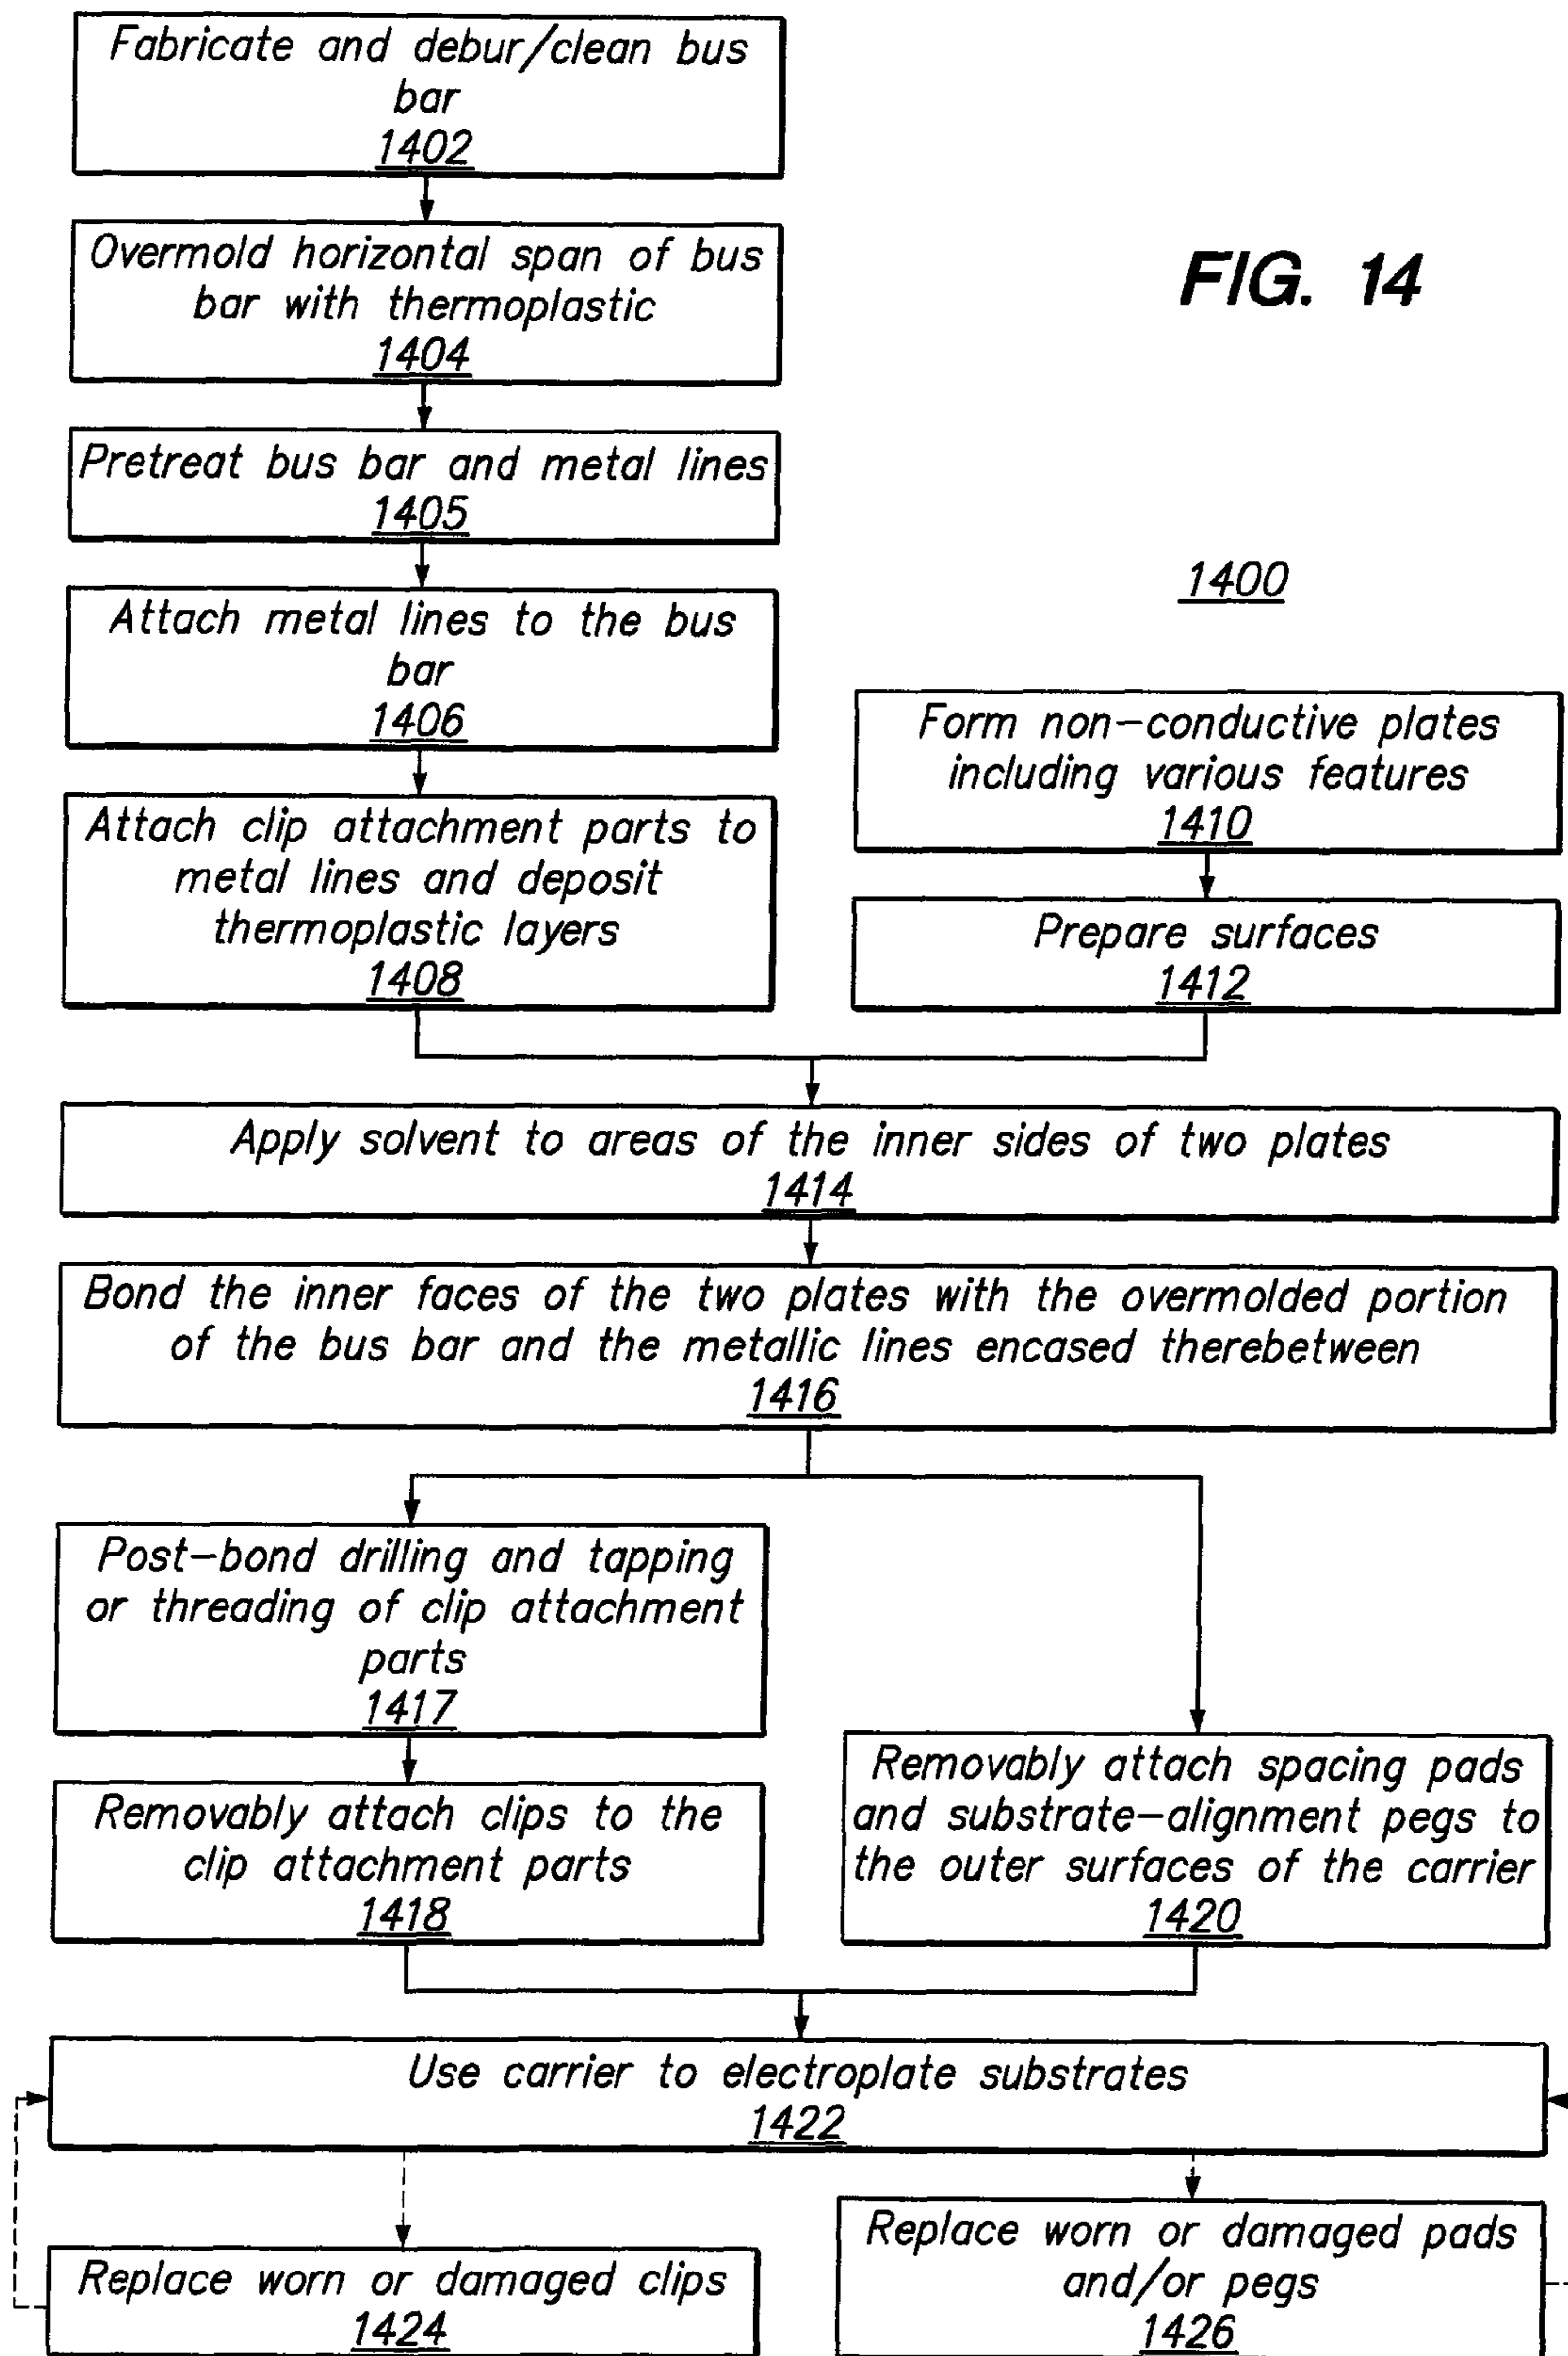 Fabricate and debur/clean bus
bar
1402
Overmold horizontal span of bus
bar with thermoplastic
1404
FIG. 14
Pretreat bus bar and metal lines
1405
1400
Attach metal lines to the bus
bar
1406
Attach clip attachment parts to
metal lines and deposit
thermoplastic layers
1408
Form non-conductive plates
including various features
1410
Prepare surfaces
1412
Apply solvent to areas of the inner sides of two plates
1414
Bond the inner faces of the two plates with the overmolded portion
of the bus bar and the metallic lines encased therebetween
1416
Post-bond drilling and tapping
or threading of clip attachment
parts
1417
Removably attach clips to the
clip attachment parts
1418
Removably attach spacing pads
and substrate-alignment pegs to
the outer surfaces of the carrier
1420
Use carrier to electroplate substrates
1422
Replace worn or damaged clips
1424
Replace worn or damaged pads
and/or pegs
1426